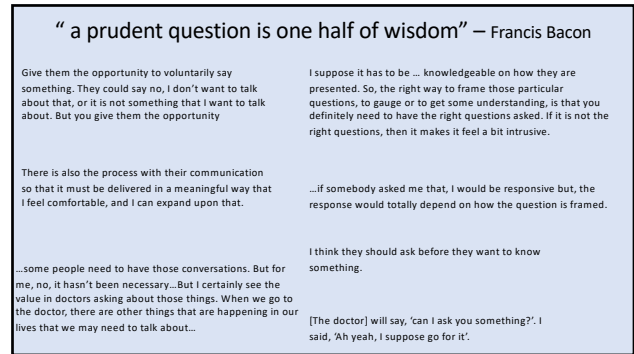 “ a prudent question is one half of wisdom” – Francis Bacon
Give them the opportunity to voluntarily say
something. They could say no, I don’t want to talk
about that, or it is not something that I want to talk
about. But you give them the opportunity
There is also the process with their communication
so that it must be delivered in a meaningful way that
I feel comfortable, and I can expand upon that.
…some people need to have those conversations. But for
me, no, it hasn’t been necessary…But I certainly see the
value in doctors asking about those things. When we go to
the doctor, there are other things that are happening in our
lives that we may need to talk about…
I suppose it has to be … knowledgeable on how they are
presented. So, the right way to frame those particular
questions, to gauge or to get some understanding, is that you
definitely need to have the right questions asked. If it is not the
right questions, then it makes it feel a bit intrusive.
…if somebody asked me that, I would be responsive but, the
response would totally depend on how the question is framed.
I think they should ask before they want to know
something.
[The doctor] will say, ‘can I ask you something?’. I
said, ‘Ah yeah, I suppose go for it’.